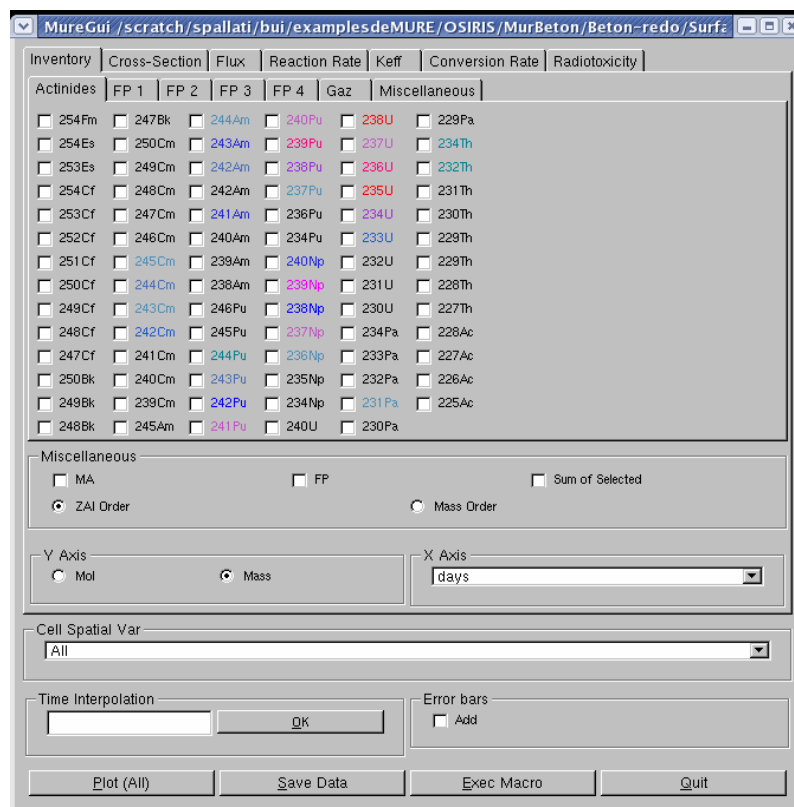 MureGui /scratch/spallati/bui/examplesdeMURE/OSIRIS/MurBeton/Beton-redo/Surfa
Inventory Cross-Section Flux Reaction Rate Keff Conversion Rate Radiotoxicity
Actinides FP 1 FP 2 FP 3 FP 4 Gaz Miscellaneous
254Fm 247Bk 244Am 240Pu 238U 229Pa
254Es 250Cm 243Am 239Pu 237U 234Th
253Es 249Cm 242Am 238Pu 236U 232Th
254Cf 248Cm 242Am 237Pu 235U 231Th
253Cf 247Cm 241Am 236Pu 234U 230Th
252Cf 246Cm 240Am 234Pu 233U 229Th
251Cf 245Cm 239Am 240Np 232U 229Th
250Cf 244Cm 238Am 239Np 231U 228Th
249Cf 243Cm 246Pu 238Np 230U 227Th
248Cf 242Cm 245Pu 237Np 234Pa 228Ac
247Cf 241Cm 244Pu 236Np 233Pa 227Ac
250Bk 240Cm 243Pu 235Np 232Pa 226Ac
249Bk 239Cm 242Pu 234Np 231Pa 225Ac
248Bk 245Am 241Pu 240U 230Pa
Miscellaneous
MA FP Sum of Selected
ZAI Order Mass Order
Y Axis X Axis
Mol Mass days
Cell Spatial Var
All
Time Interpolation Error bars
OK Add
Plot (All) Save Data Exec Macro Quit